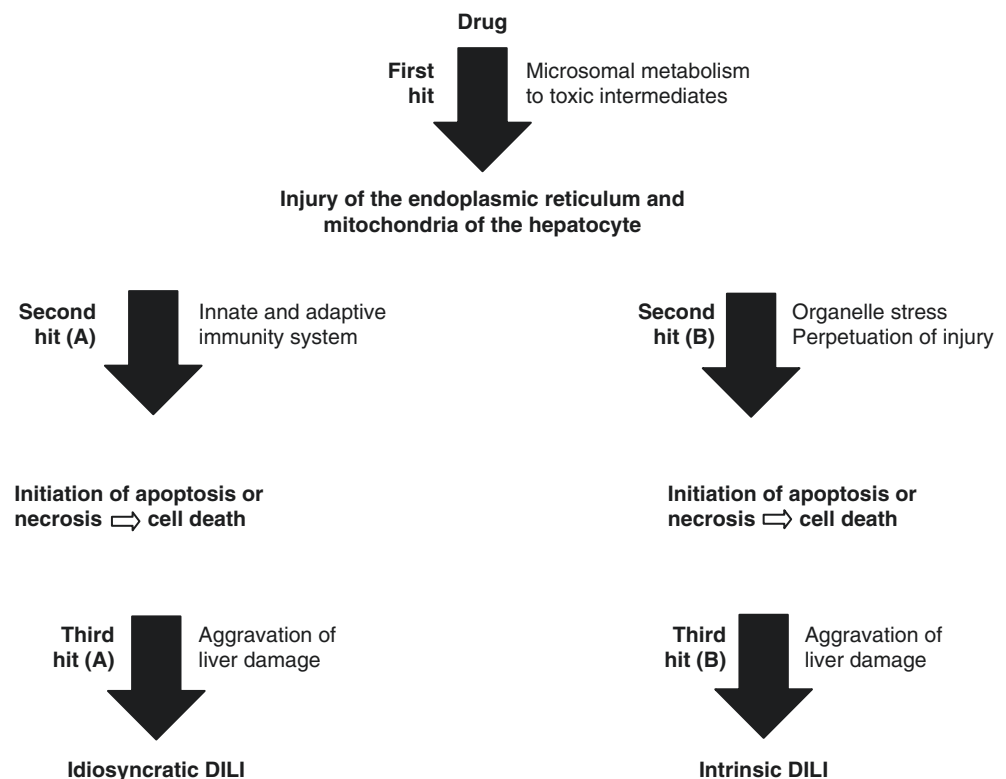 Drug
First
hit
Microsomal metabolism
to toxic intermediates
Injury of the endoplasmic reticulum and
mitochondria of the hepatocyte
Second
hit (A)
Innate and adaptive
immunity system
Second
hit (B)
Organelle stress
Perpetuation of injury
Initiation of apoptosis or
necrosis ⇨ cell death
Initiation of apoptosis or
necrosis ⇨ cell death
Third
hit (A)
Aggravation of
liver damage
Third
hit (B)
Aggravation of
liver damage
Idiosyncratic DILI
Intrinsic DILI